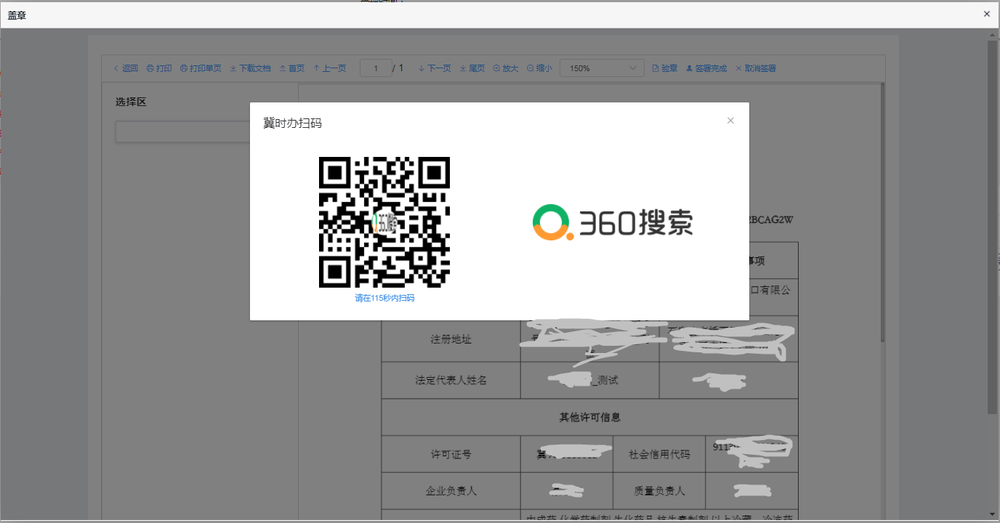 盖章
返回 打印 打印单页 下载文档 首页 上一页 1 / 1 下一页 尾页 放大 缩小 150% 验章 签署完成 取消签署
选择区
冀时办扫码
360搜索
请在115秒内扫码
2BCAG2W
事项
口有限公
注册地址
法定代表人姓名 _测试
其他许可信息
许可证号 冀 社会信用代码 911
企业负责人 质量负责人